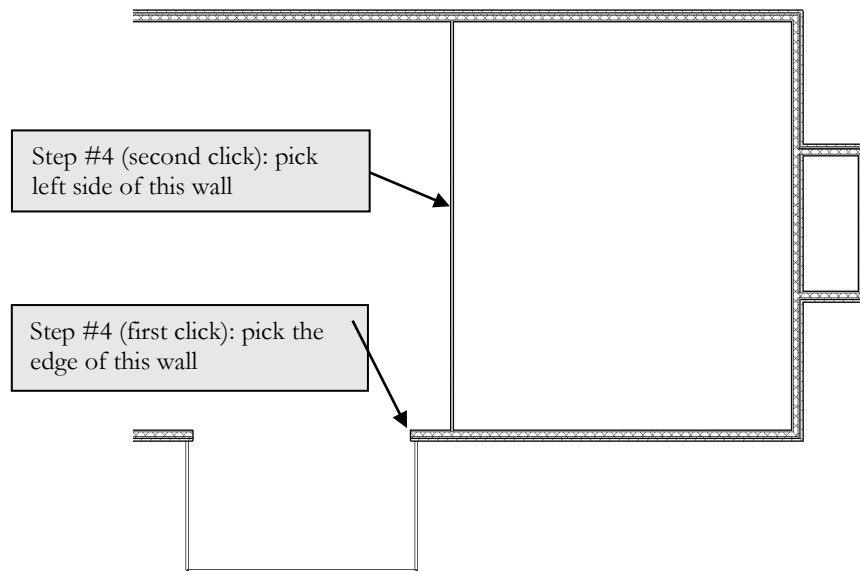 Step #4 (second click): pick
left side of this wall
Step #4 (first click): pick the
edge of this wall